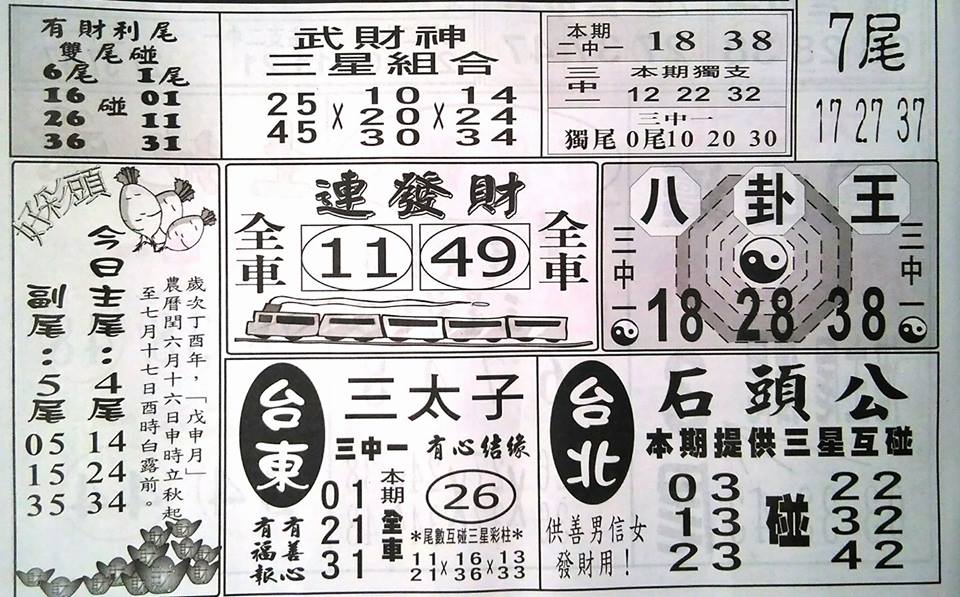 有財利尾
雙尾碰
6尾 1尾
16 碰 01
26 11
36 31
武財神
三星組合
25 × 10 × 14
45 20 24
30 34
本期
二中一
18 38
三中一
本期獨支
12 22 32
三中一
獨尾 0尾10 20 30
7尾
17 27 37
好彩頭
今日主尾：4尾
14
24
34
副尾：5尾
05
15
35
歲次丁酉年，「戊申月」
農曆閏六月十六日申時立秋起
至七月十七日酉時白露前。
連發財
全車 11 49 全車
八卦王
三中一
三中一
18 28 38
台東
三太子
三中一 有心結緣
01
21
31
本期全車
26
有善心
有福報
*尾數互碰三星彩柱*
11×16×13
21 36 33
台北
石頭公
本期提供三星互碰
03 碰 22
13 32
23 42
供善男信女
發財用！